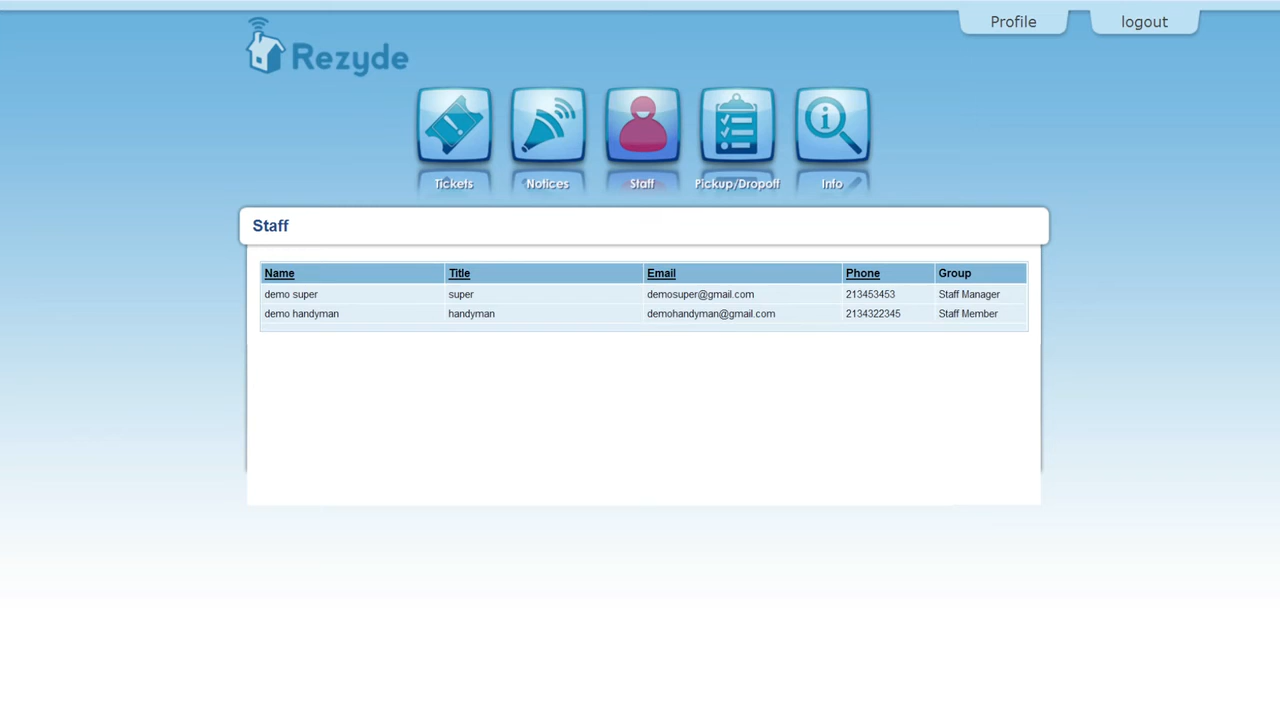 Profile logout
Rezyde
Tickets Notices Staff Pickup/Dropoff Info
Staff
Name Title Email Phone Group
demo super super demosuper@gmail.com 213453453 Staff Manager
demo handyman handyman demohandyman@gmail.com 2134322345 Staff Member